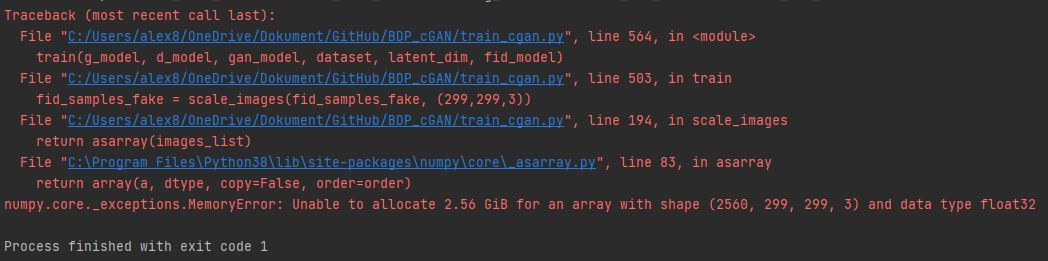 Traceback (most recent call last):
  File "C:/Users/alex8/OneDrive/Dokument/GitHub/BDP_cGAN/train_cgan.py", line 564, in <module>
    train(g_model, d_model, gan_model, dataset, latent_dim, fid_model)
  File "C:/Users/alex8/OneDrive/Dokument/GitHub/BDP_cGAN/train_cgan.py", line 503, in train
    fid_samples_fake = scale_images(fid_samples_fake, (299,299,3))
  File "C:/Users/alex8/OneDrive/Dokument/GitHub/BDP_cGAN/train_cgan.py", line 194, in scale_images
    return asarray(images_list)
  File "C:\Program Files\Python38\lib\site-packages\numpy\core\_asarray.py", line 83, in asarray
    return array(a, dtype, copy=False, order=order)
numpy.core._exceptions.MemoryError: Unable to allocate 2.56 GiB for an array with shape (2560, 299, 299, 3) and data type float32
Process finished with exit code 1